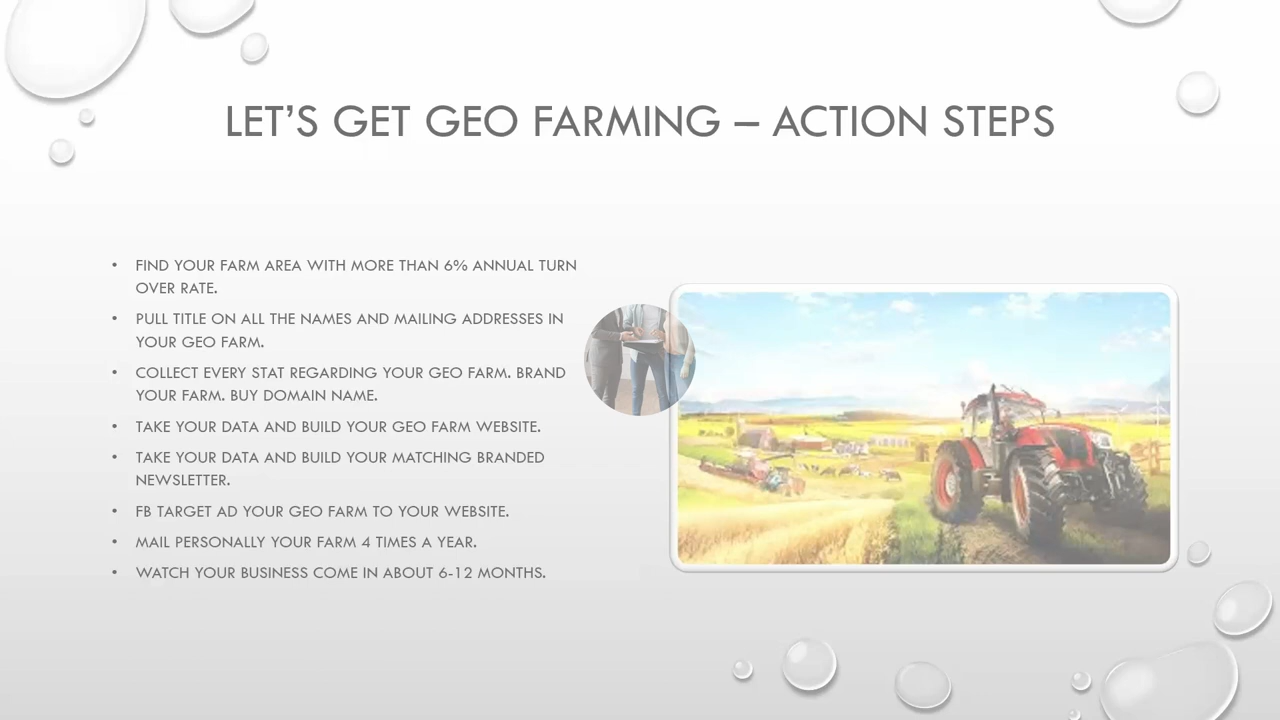 LET’S GET GEO FARMING – ACTION STEPS
• FIND YOUR FARM AREA WITH MORE THAN 6% ANNUAL TURN
OVER RATE.
• PULL TITLE ON ALL THE NAMES AND MAILING ADDRESSES IN
YOUR GEO FARM.
• COLLECT EVERY STAT REGARDING YOUR GEO FARM. BRAND
YOUR FARM. BUY DOMAIN NAME.
• TAKE YOUR DATA AND BUILD YOUR GEO FARM WEBSITE.
• TAKE YOUR DATA AND BUILD YOUR MATCHING BRANDED
NEWSLETTER.
• FB TARGET AD YOUR GEO FARM TO YOUR WEBSITE.
• MAIL PERSONALLY YOUR FARM 4 TIMES A YEAR.
• WATCH YOUR BUSINESS COME IN ABOUT 6-12 MONTHS.